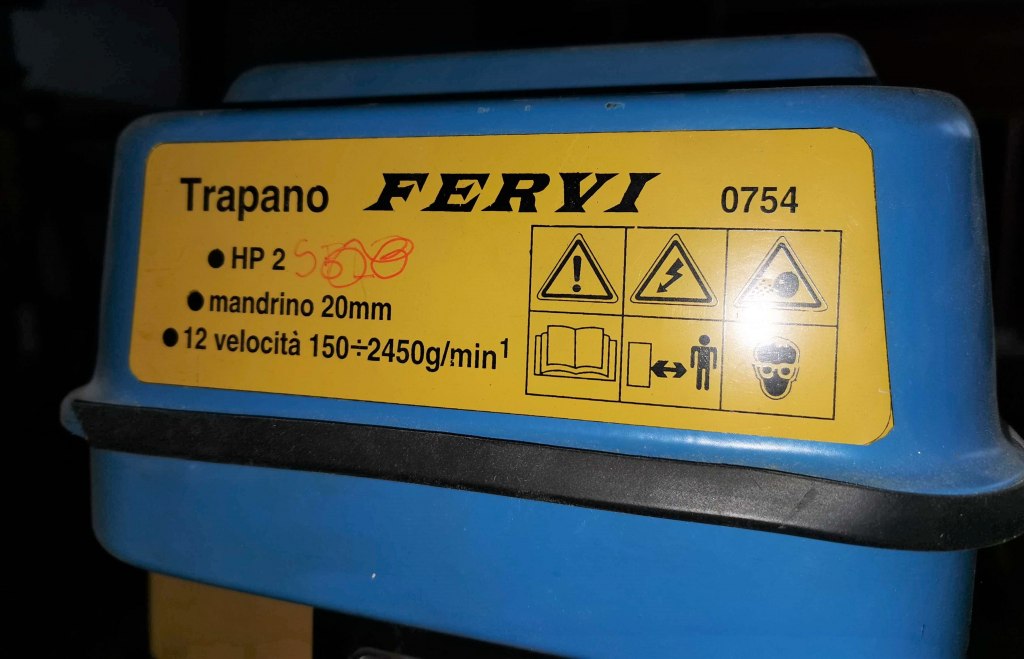 Trapano FERVI 0754
● HP 2
● mandrino 20mm
● 12 velocità 150÷2450g/min¹